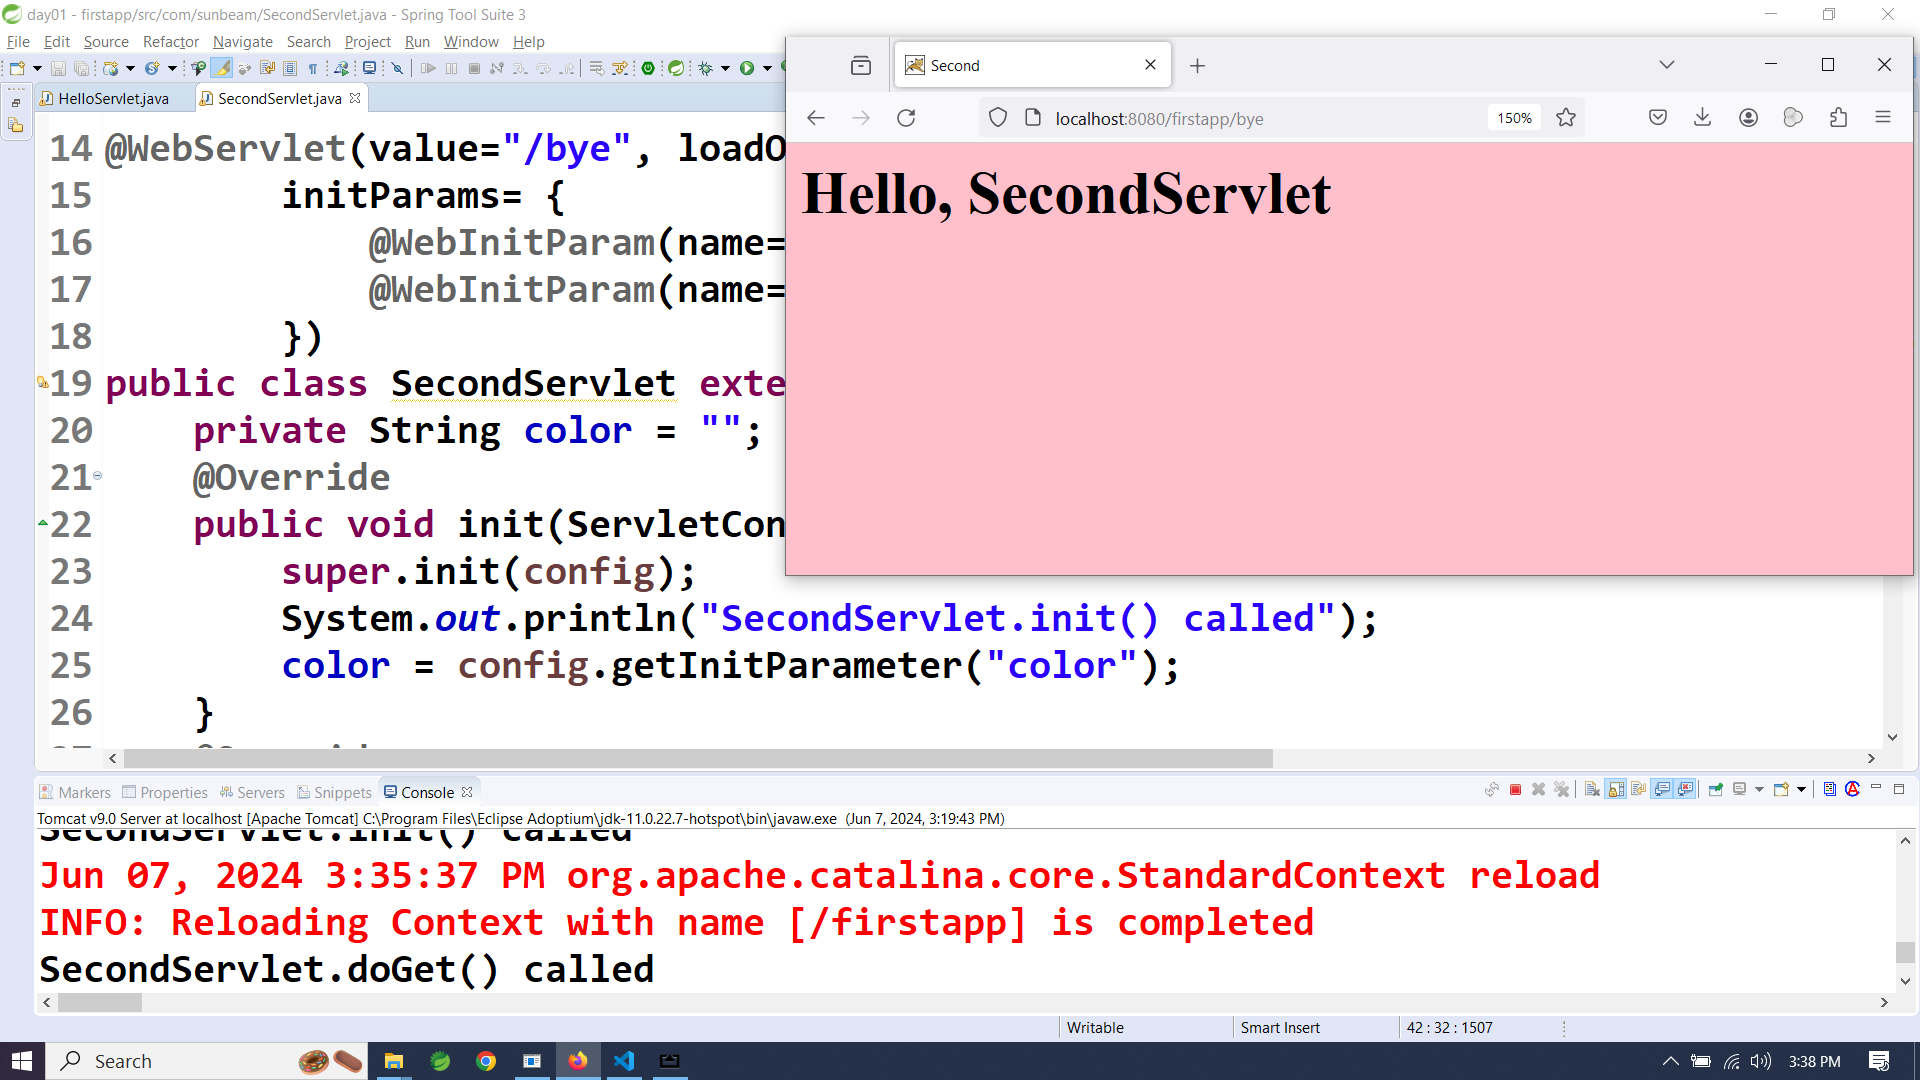 day01 - firstapp/src/com/sunbeam/SecondServlet.java - Spring Tool Suite 3
File Edit Source Refactor Navigate Search Project Run Window Help
HelloServlet.java SecondServlet.java
14 @WebServlet(value="/bye", loadO
15 initParams= {
16 @WebInitParam(name=
17 @WebInitParam(name=
18 })
19 public class SecondServlet exte
20 private String color = "";
21 @Override
22 public void init(ServletCon
23 super.init(config);
24 System.out.println("SecondServlet.init() called");
25 color = config.getInitParameter("color");
26 }
Second
localhost:8080/firstapp/bye 150%
Hello, SecondServlet
Markers Properties Servers Snippets Console
Tomcat v9.0 Server at localhost [Apache Tomcat] C:\Program Files\Eclipse Adoptium\jdk-11.0.22.7-hotspot\bin\javaw.exe (Jun 7, 2024, 3:19:43 PM)
SecondServlet.init() called
Jun 07, 2024 3:35:37 PM org.apache.catalina.core.StandardContext reload
INFO: Reloading Context with name [/firstapp] is completed
SecondServlet.doGet() called
Writable Smart Insert 42 : 32 : 1507
Search 3:38 PM